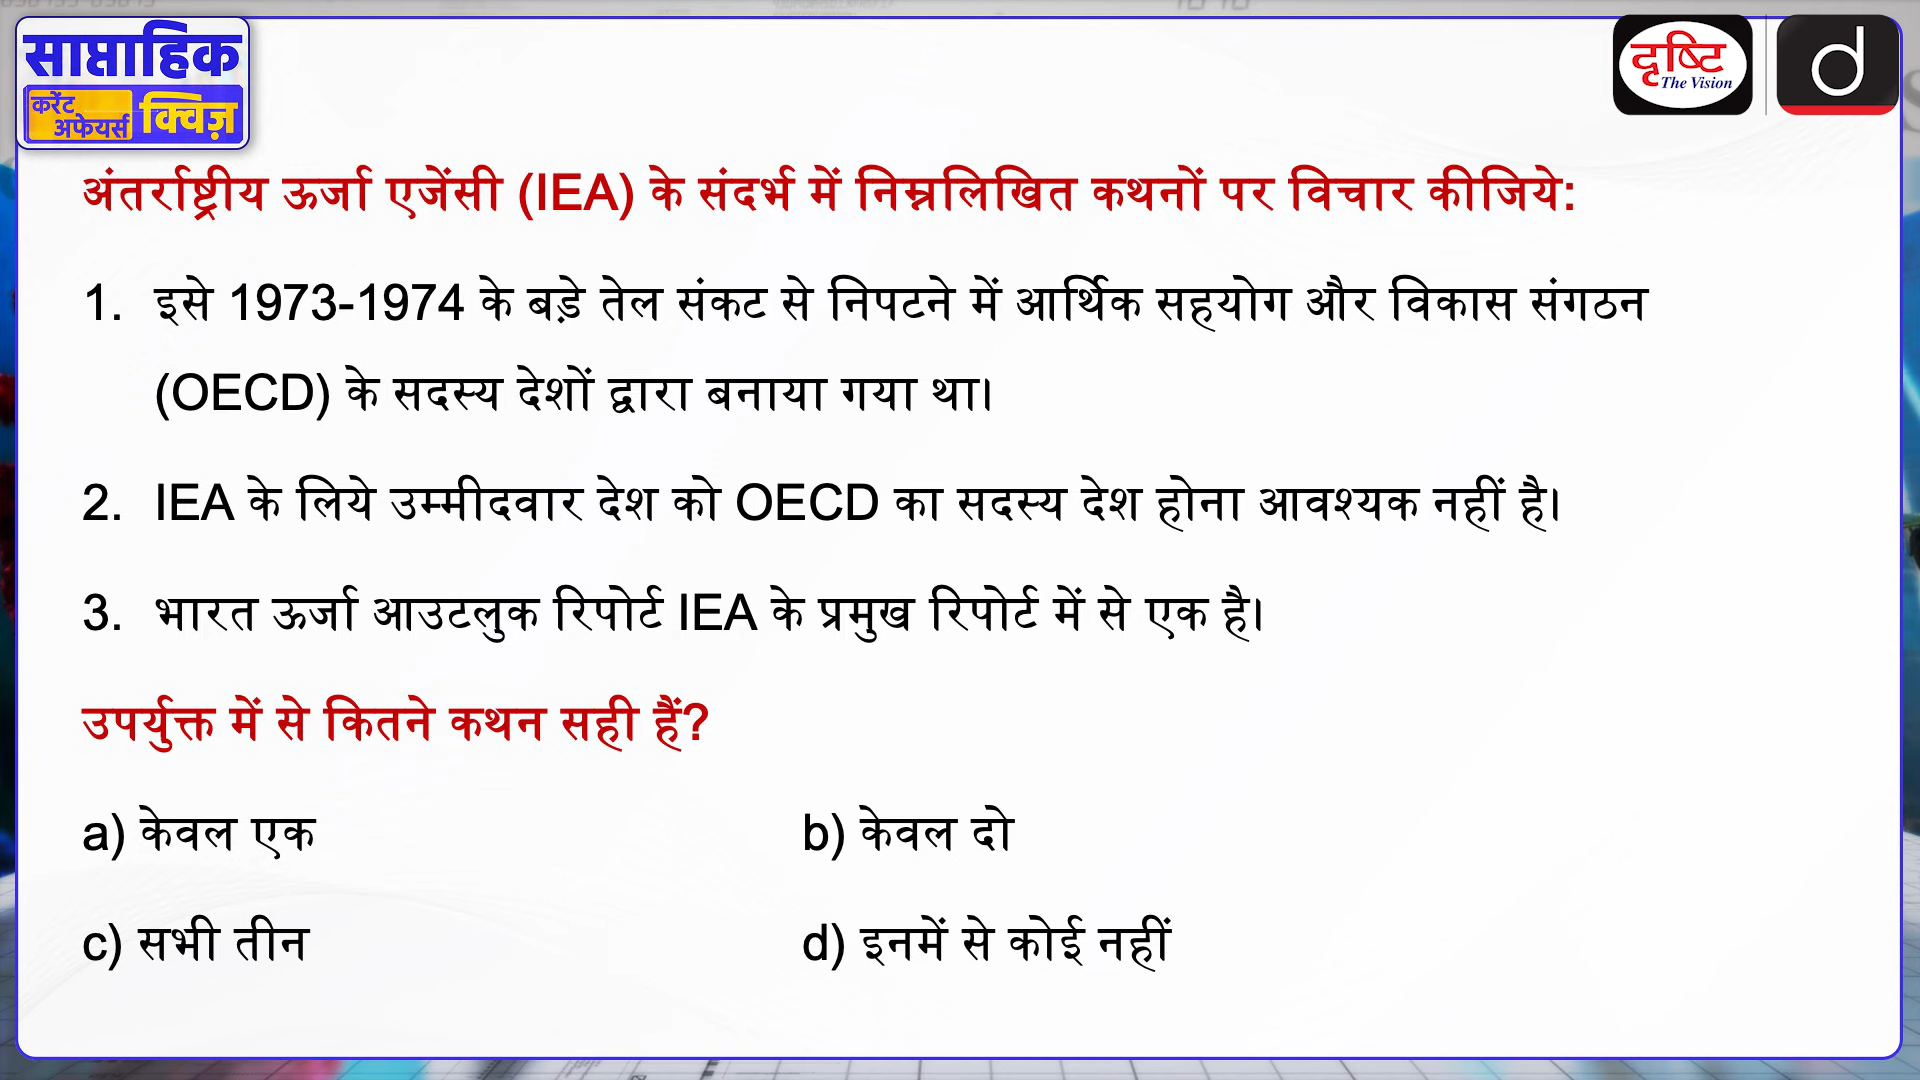 साप्ताहिक
करेंट
अफेयर्स
क्विज़
दृष्टि
The Vision
d
अंतर्राष्ट्रीय ऊर्जा एजेंसी (IEA) के संदर्भ में निम्नलिखित कथनों पर विचार कीजिये:
1. इसे 1973-1974 के बड़े तेल संकट से निपटने में आर्थिक सहयोग और विकास संगठन
(OECD) के सदस्य देशों द्वारा बनाया गया था।
2. IEA के लिये उम्मीदवार देश को OECD का सदस्य देश होना आवश्यक नहीं है।
3. भारत ऊर्जा आउटलुक रिपोर्ट IEA के प्रमुख रिपोर्ट में से एक है।
उपर्युक्त में से कितने कथन सही हैं?
a) केवल एक b) केवल दो
c) सभी तीन d) इनमें से कोई नहीं